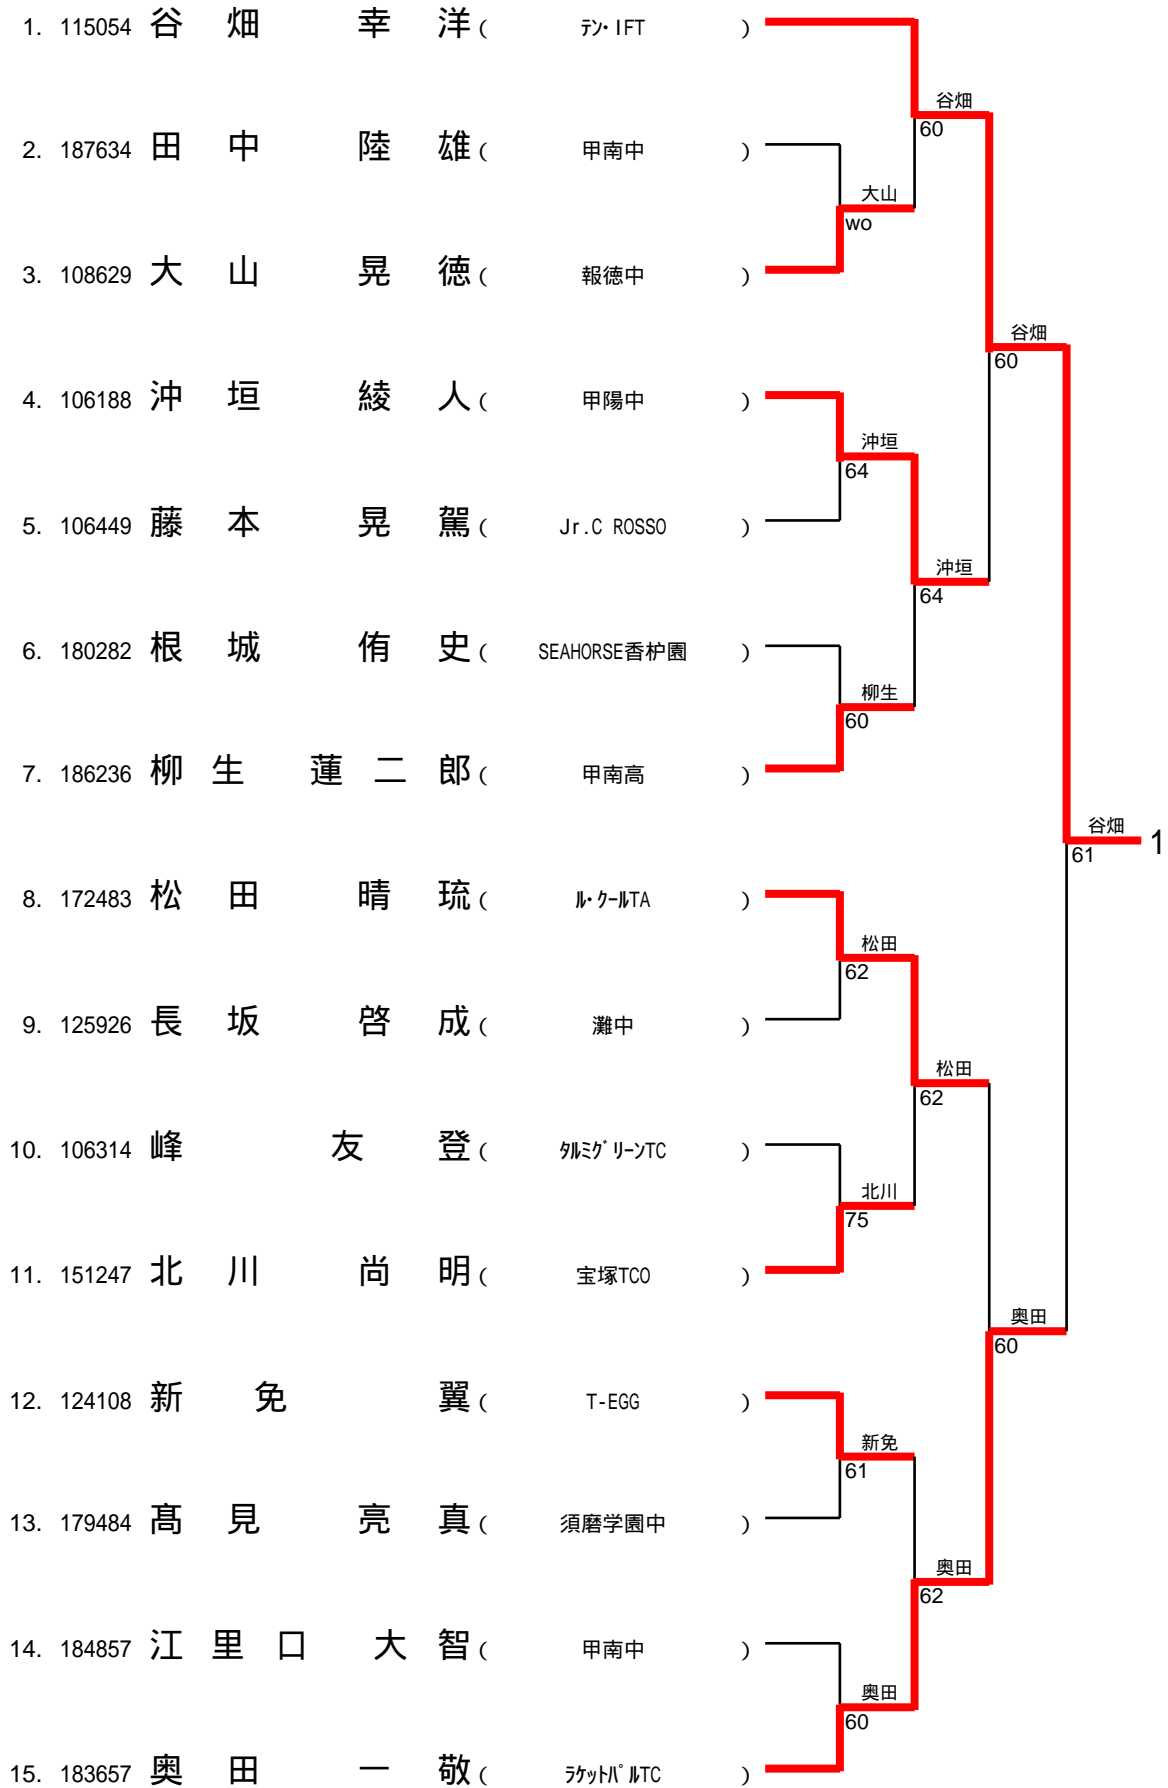 1. 115054 谷畑 幸洋 ( ﾃﾝ･IFT )
谷畑
60
2. 187634 田中 陸雄 ( 甲南中 )
大山
wo
3. 108629 大山 晃徳 ( 報徳中 )
谷畑
60
4. 106188 沖垣 綾人 ( 甲陽中 )
沖垣
64
5. 106449 藤本 晃駕 ( Jr.C ROSSO )
沖垣
64
6. 180282 根城 侑史 ( SEAHORSE香枦園 )
柳生
60
7. 186236 柳生 蓮二郎 ( 甲南高 )
谷畑 1
61
8. 172483 松田 晴琉 ( ﾙ･ｸｰﾙTA )
松田
62
9. 125926 長坂 啓成 ( 灘中 )
松田
62
10. 106314 峰 友登 ( ﾀﾙﾐｸﾞﾘｰﾝTC )
北川
75
11. 151247 北川 尚明 ( 宝塚TCO )
奥田
60
12. 124108 新免 翼 ( T-EGG )
新免
61
13. 179484 髙見 亮真 ( 須磨学園中 )
奥田
62
14. 184857 江里口 大智 ( 甲南中 )
奥田
60
15. 183657 奥田 一敬 ( ﾗｹｯﾄﾊﾟﾙTC )